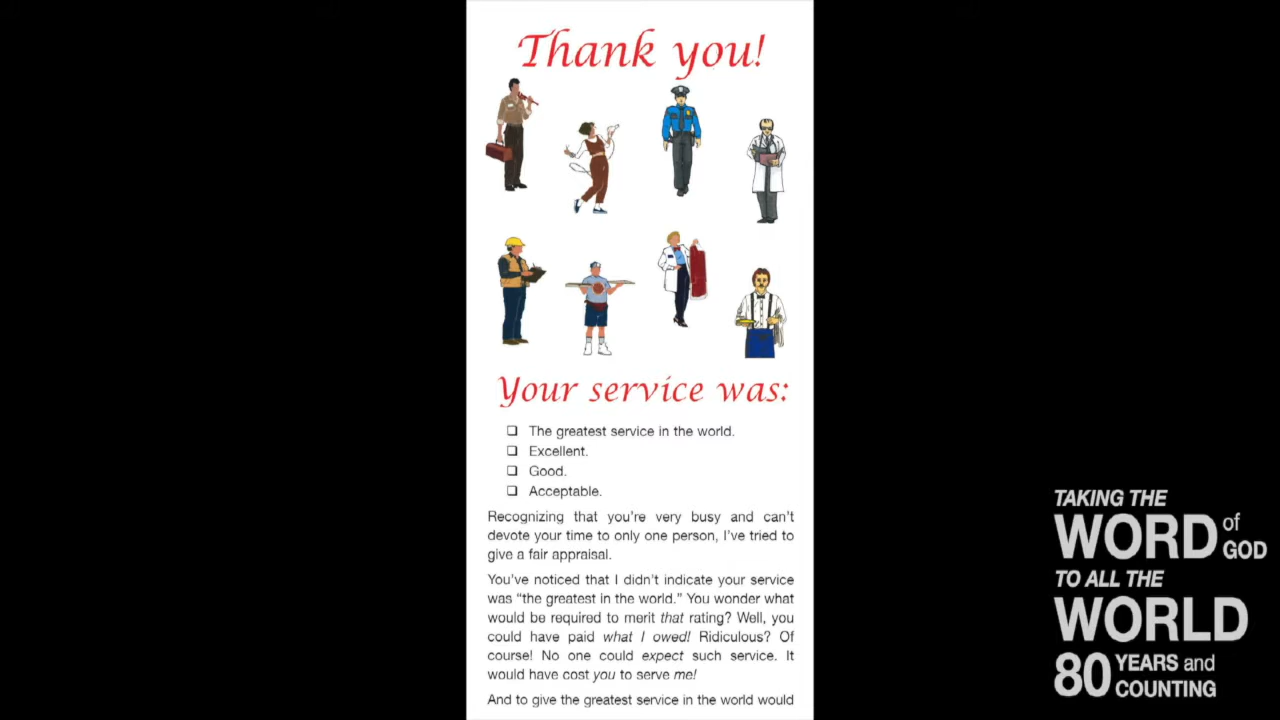 Thank you!
Your service was:
❑ The greatest service in the world.
❑ Excellent.
❑ Good.
❑ Acceptable.
Recognizing that you're very busy and can't
devote your time to only one person, I've tried to
give a fair appraisal.
You've noticed that I didn't indicate your service
was “the greatest in the world.” You wonder what
would be required to merit that rating? Well, you
could have paid what I owed! Ridiculous? Of
course! No one could expect such service. It
would have cost you to serve me!
And to give the greatest service in the world would
TAKING THE
WORD of GOD
TO ALL THE
WORLD
80 YEARS and
COUNTING